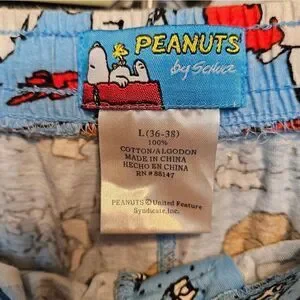 PEANUTS
by Schulz
L (36-38)
100%
COTTON/ALGODON
MADE IN CHINA
HECHO EN CHINA
RN # 88147
PEANUTS © United Feature
Syndicate, Inc.